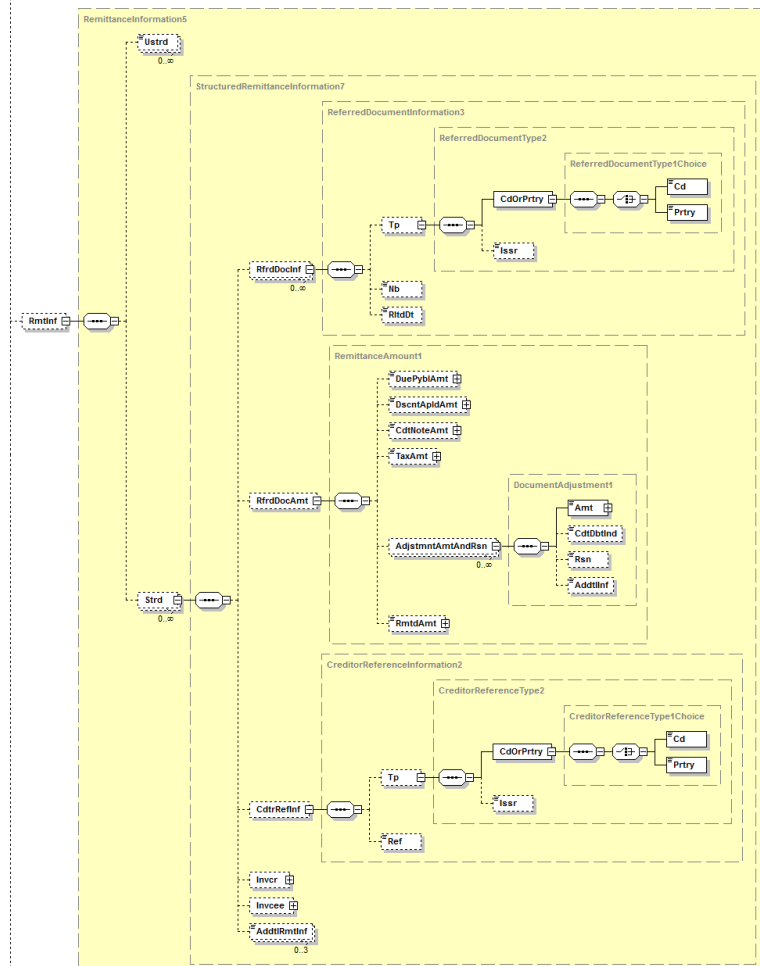 RemittanceInformation5
Ustrd
0..∞
StructuredRemittanceInformation7
ReferredDocumentInformation3
ReferredDocumentType2
ReferredDocumentType1Choice
Cd
CdOrPrtry
Prtry
Tp
Issr
RfrdDocInf
0..∞
Nb
RltdDt
RmtInf
RemittanceAmount1
DuePyblAmt
DscntApldAmt
CdtNoteAmt
TaxAmt
DocumentAdjustment1
RfrdDocAmt
Amt
CdtDbtInd
AdjstmntAmtAndRsn
0..∞
Rsn
AddtlInf
Strd
0..∞
RmtdAmt
CreditorReferenceInformation2
CreditorReferenceType2
CreditorReferenceType1Choice
Cd
CdOrPrtry
Prtry
Tp
Issr
CdtrRefInf
Ref
Invcr
Invcee
AddtlRmtInf
0..3